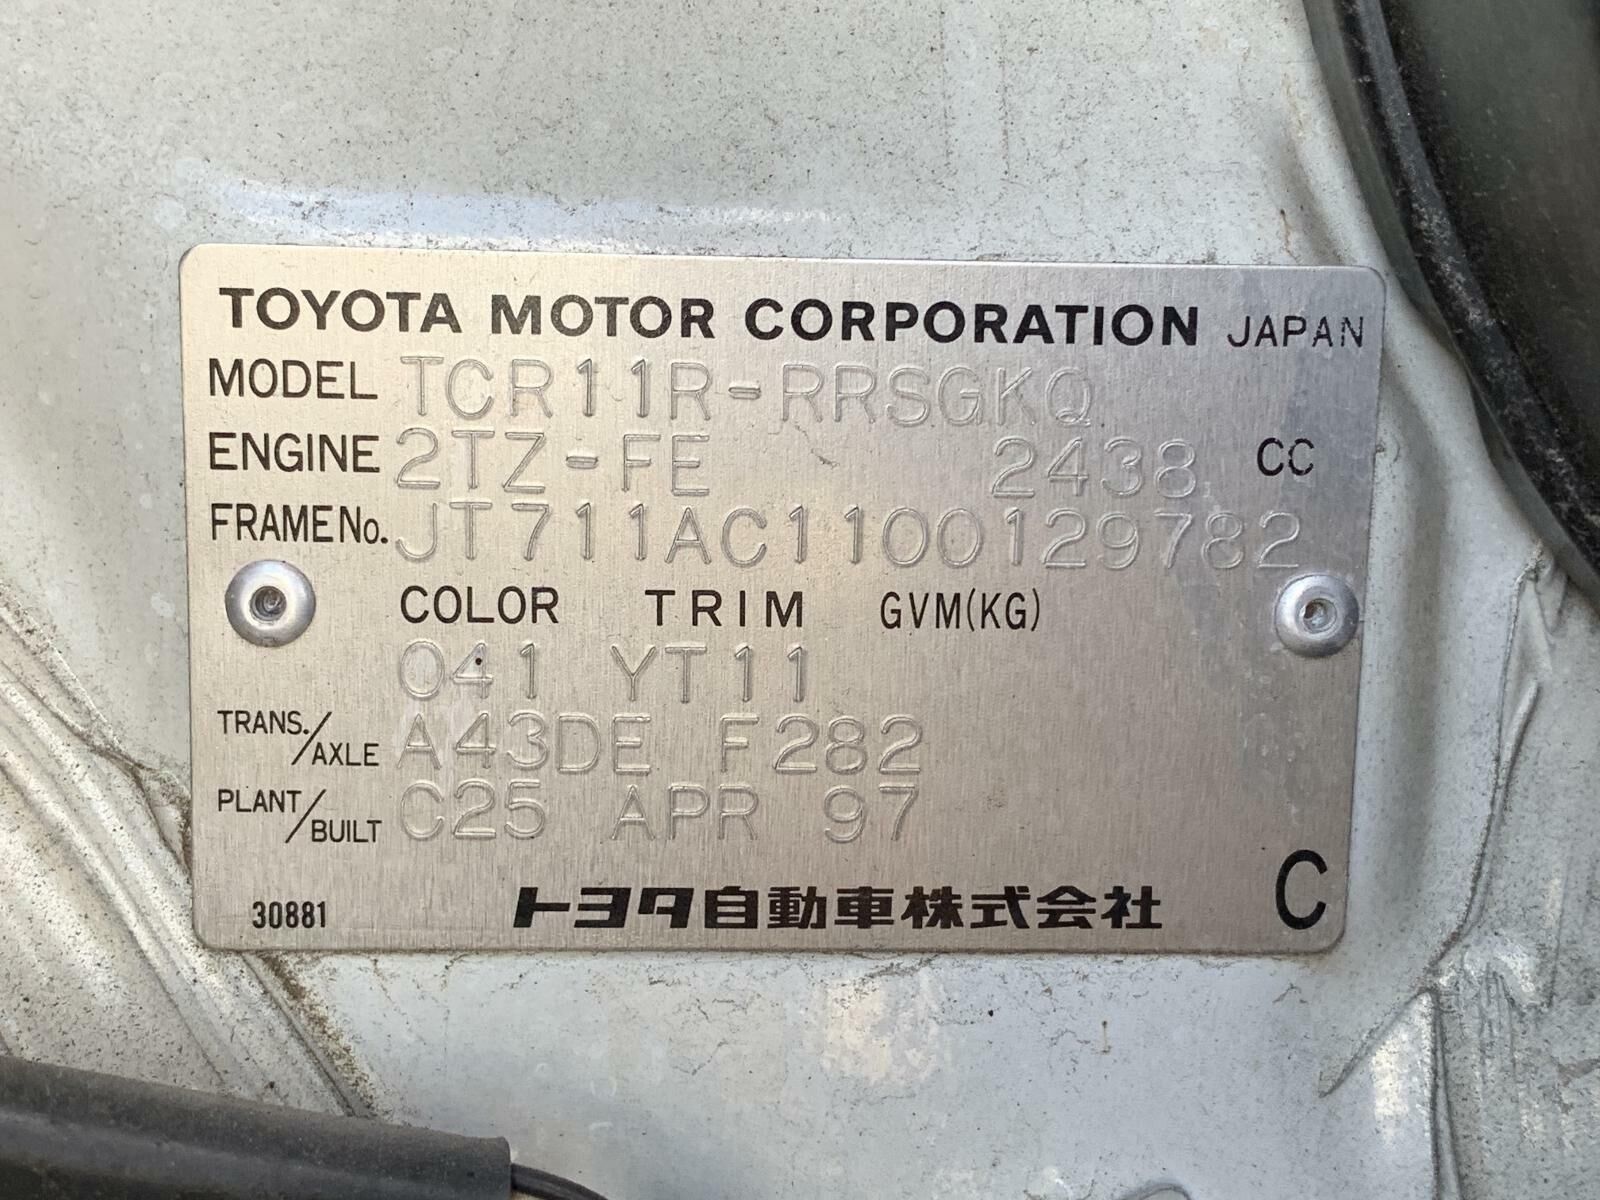 TOYOTA MOTOR CORPORATION JAPAN
MODEL TCR11R-RRSGKQ
ENGINE 2TZ-FE 2438 CC
FRAME No. JT711AC1100129782
COLOR TRIM GVM(KG)
041 YT11
TRANS./AXLE A43DE F282
PLANT/BUILT C25 APR 97
30881 トヨタ自動車株式会社 C